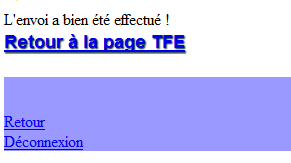 L'envoi a bien été effectué !
Retour à la page TFE
Retour
Déconnexion